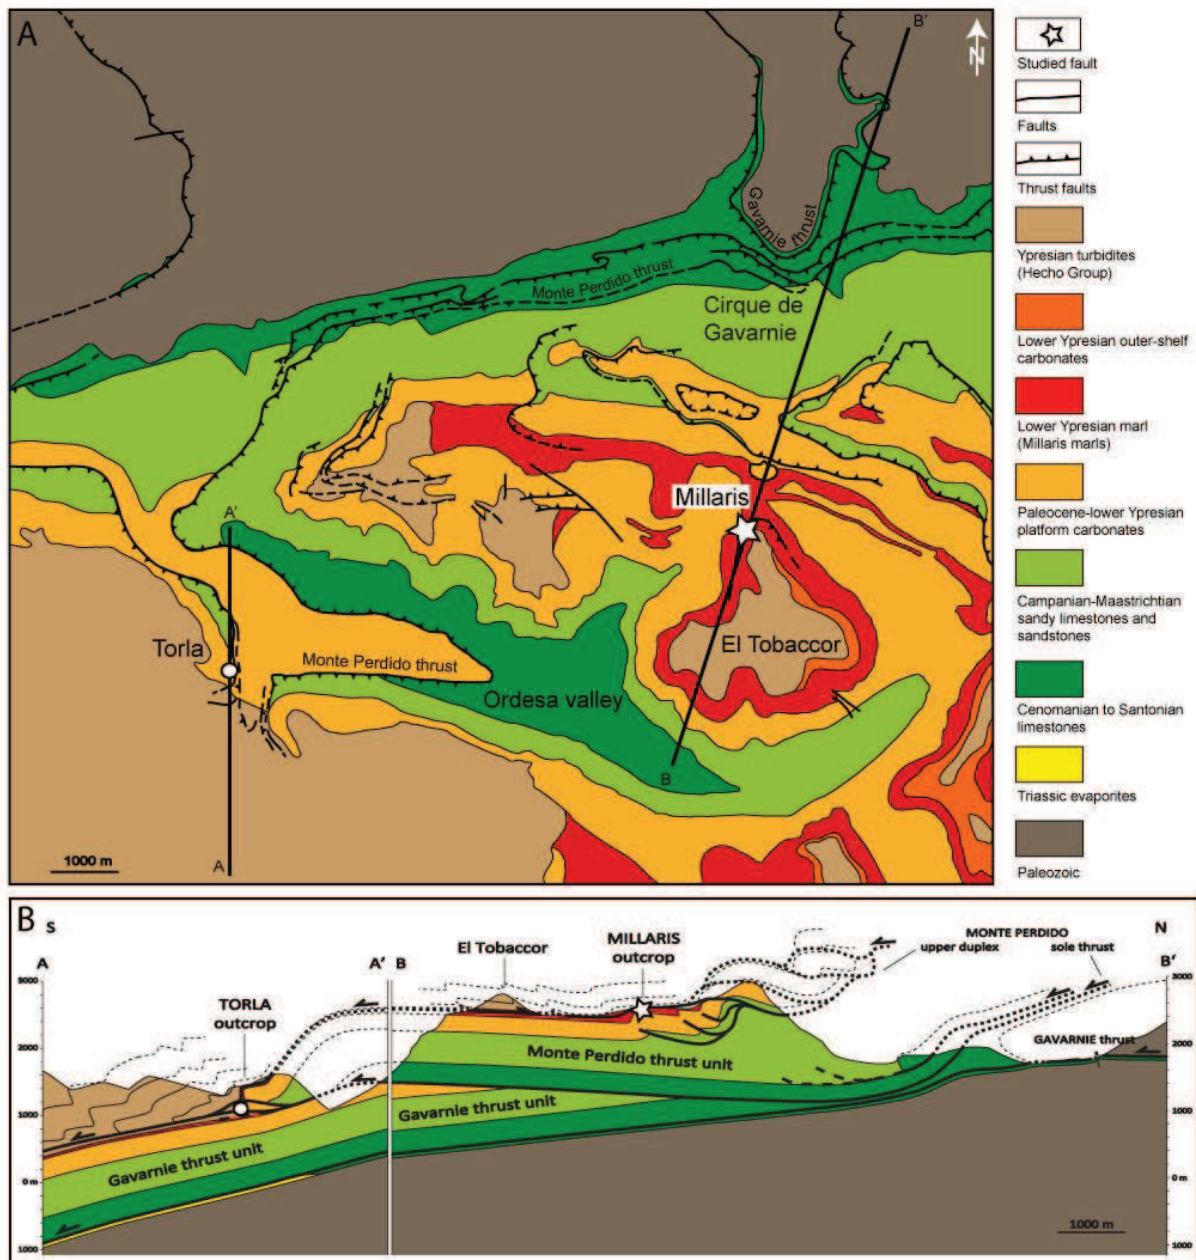 A
B'
N
Gavarnie thrust
Monte Perdido thrust
Cirque de
Gavarnie
Millaris
A'
Torla
Monte Perdido thrust
El Tobaccor
Ordesa valley
B
1000 m
A
Studied fault
Faults
Thrust faults
Ypresian turbidites
(Hecho Group)
Lower Ypresian outer-shelf
carbonates
Lower Ypresian marl
(Millaris marls)
Paleocene-lower Ypresian
platform carbonates
Campanian-Maastrichtian
sandy limestones and
sandstones
Cenomanian to Santonian
limestones
Triassic evaporites
Paleozoic
B
S
N
MONTE PERDIDO
upper duplex
sole thrust
A
A'
B
B'
El Tobaccor
MILLARIS
outcrop
TORLA
outcrop
GAVARNIE thrust
Monte Perdido thrust unit
Gavarnie thrust unit
Gavarnie thrust unit
2000
1000
0 m
1000
3000
2000
1000
0 m
1000
1000 m